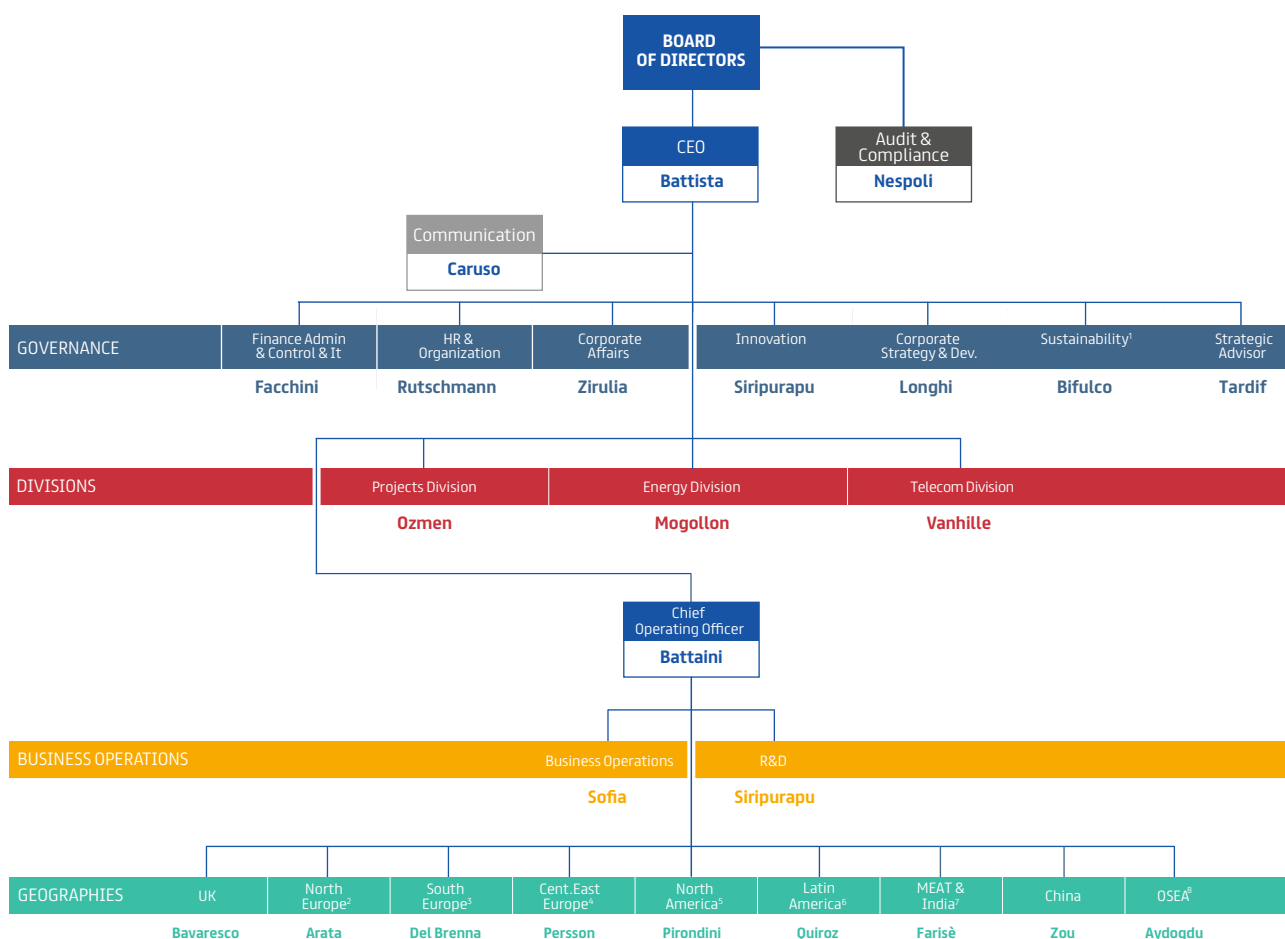 BOARD
OF DIRECTORS
CEO
Battista
Audit &
Compliance
Nespoli
Communication
Caruso
GOVERNANCE
Finance Admin
& Control & It
HR &
Organization
Corporate
Affairs
Innovation
Corporate
Strategy & Dev.
Sustainability¹
Strategic
Advisor
Facchini
Rutschmann
Zirulia
Siripurapu
Longhi
Bifulco
Tardif
DIVISIONS
Projects Division
Energy Division
Telecom Division
Ozmen
Mogollon
Vanhille
Chief
Operating Officer
Battaini
BUSINESS OPERATIONS
Business Operations
R&D
Sofia
Siripurapu
GEOGRAPHIES
UK
North
Europe²
South
Europe³
Cent.East
Europe⁴
North
America⁵
Latin
America⁶
MEAT &
India⁷
China
OSEA⁸
Bavaresco
Arata
Del Brenna
Persson
Pirondini
Quiroz
Farisè
Zou
Aydogdu